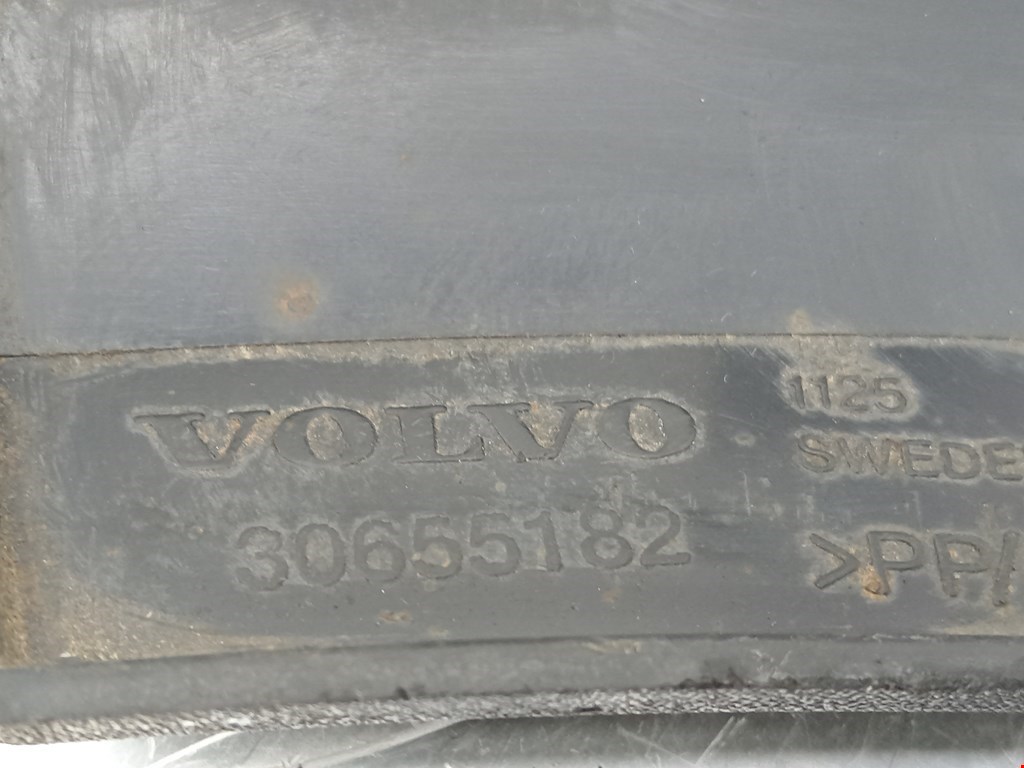 VOLVO
30655182
1125
SWEDE
>PP/